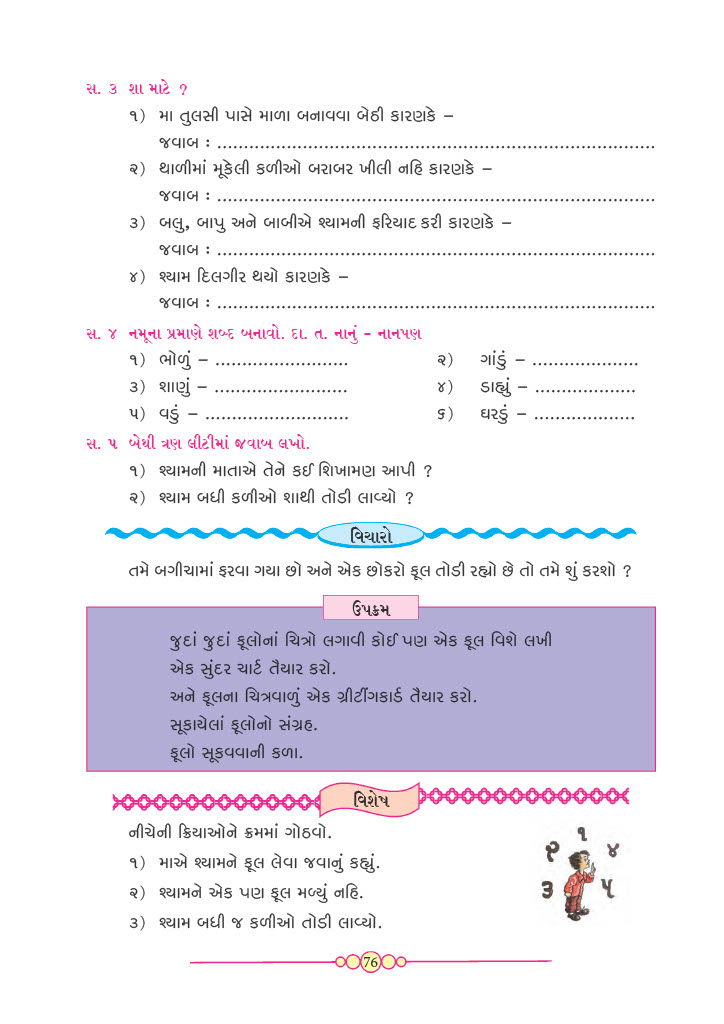 સ. ૩ શા માટે ?
૧) મા તુલસી પાસે માળા બનાવવા બેઠી કારણકે –
જવાબ : ..................................................................................
૨) થાળીમાં મૂકેલી કળીઓ બરાબર ખીલી નહિ કારણકે –
જવાબ : ..................................................................................
૩) બલુ, બાપુ અને બાબીએ શ્યામની ફરિયાદ કરી કારણકે –
જવાબ : ..................................................................................
૪) શ્યામ દિલગીર થયો કારણકે –
જવાબ : ..................................................................................
સ. ૪ નમૂના પ્રમાણે શબ્દ બનાવો. દા. ત. નાનું - નાનપણ
૧) ભોળું – ......................... ૨) ગાંડું – ....................
૩) શાણું – ......................... ૪) ડાહ્યું – ...................
૫) વડું – ........................... ૬) ઘરડું – ...................
સ. ૫ બેથી ત્રણ લીટીમાં જવાબ લખો.
૧) શ્યામની માતાએ તેને કઈ શિખામણ આપી ?
૨) શ્યામ બધી કળીઓ શાથી તોડી લાવ્યો ?
વિચારો
તમે બગીચામાં ફરવા ગયા છો અને એક છોકરો ફૂલ તોડી રહ્યો છે તો તમે શું કરશો ?
ઉપક્રમ
જુદાં જુદાં ફૂલોનાં ચિત્રો લગાવી કોઈ પણ એક ફૂલ વિશે લખી
એક સુંદર ચાર્ટ તૈયાર કરો.
અને ફૂલના ચિત્રવાળું એક ગ્રીટીંગકાર્ડ તૈયાર કરો.
સૂકાયેલાં ફૂલોનો સંગ્રહ.
ફૂલો સૂકવવાની કળા.
વિશેષ
નીચેની ક્રિયાઓને ક્રમમાં ગોઠવો.
૧) માએ શ્યામને ફૂલ લેવા જવાનું કહ્યું.
૨) શ્યામને એક પણ ફૂલ મળ્યું નહિ.
૩) શ્યામ બધી જ કળીઓ તોડી લાવ્યો.
૧
૨ ૪
૩ ૫
76